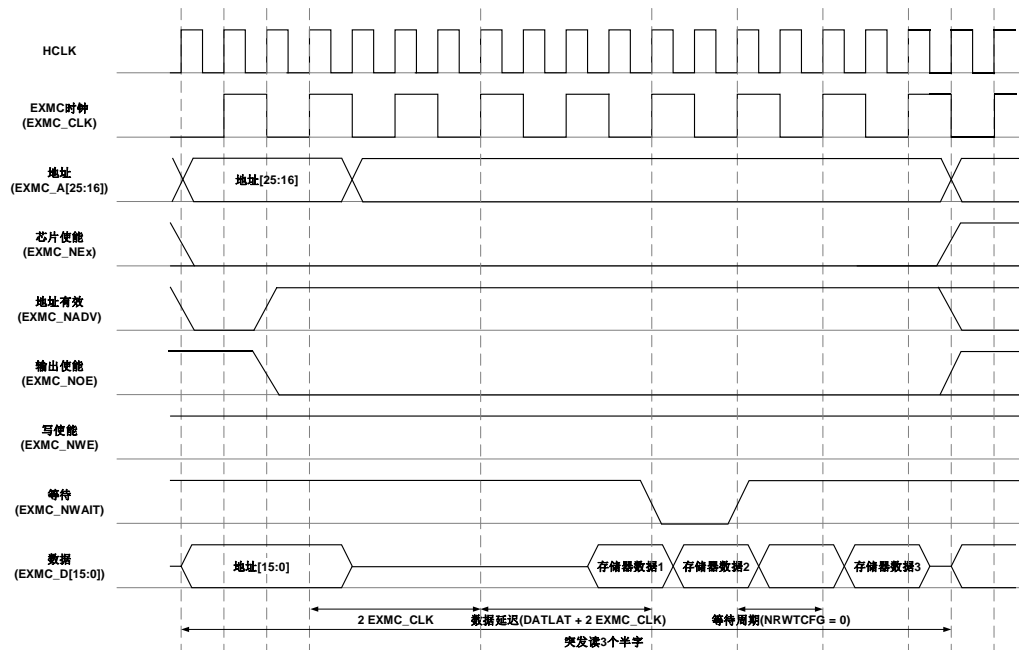 HCLK
EXMC时钟
(EXMC_CLK)
地址
(EXMC_A[25:16])
地址[25:16]
芯片使能
(EXMC_NEx)
地址有效
(EXMC_NADV)
输出使能
(EXMC_NOE)
写使能
(EXMC_NWE)
等待
(EXMC_NWAIT)
数据
(EXMC_D[15:0])
地址[15:0]
存储器数据1
存储器数据2
存储器数据3
2 EXMC_CLK
数据延迟(DATLAT + 2 EXMC_CLK)
等待周期(NRWTCFG = 0)
突发读3个半字